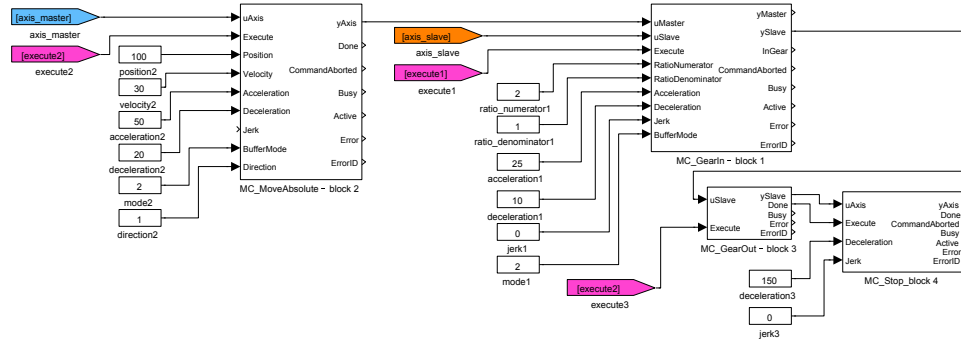 [axis_master]
axis_master
[execute2]
execute2
100
position2
30
velocity2
50
acceleration2
20
deceleration2
2
mode2
1
direction2
uAxis
Execute
Position
Velocity
Acceleration
Deceleration
Jerk
BufferMode
Direction
yAxis
Done
CommandAborted
Busy
Active
Error
ErrorID
MC_MoveAbsolute − block 2
[axis_slave]
axis_slave
[execute1]
execute1
2
ratio_numerator1
1
ratio_denominator1
25
acceleration1
10
deceleration1
0
jerk1
2
mode1
uMaster
uSlave
Execute
RatioNumerator
RatioDenominator
Acceleration
Deceleration
Jerk
BufferMode
yMaster
ySlave
InGear
CommandAborted
Busy
Active
Error
ErrorID
MC_GearIn − block 1
[execute2]
execute3
uSlave
Execute
ySlave
Done
Busy
Error
ErrorID
MC_GearOut − block 3
150
deceleration3
0
jerk3
uAxis
Execute
Deceleration
Jerk
yAxis
Done
CommandAborted
Busy
Active
Error
ErrorID
MC_Stop_block 4